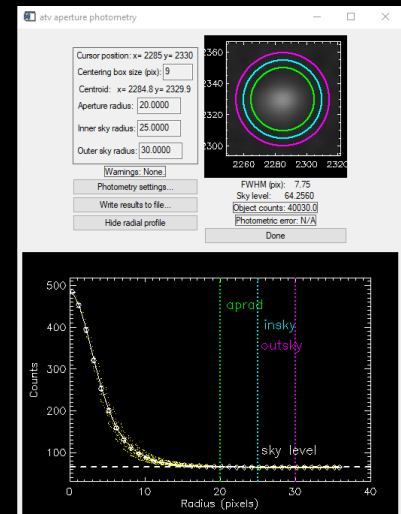 atv aperture photometry
Cursor position: x= 2285 y= 2330
Centering box size (pix): 9
Centroid: x= 2284.8 y= 2329.9
Aperture radius: 20.0000
Inner sky radius: 25.0000
Outer sky radius: 30.0000
Warnings: None.
Photometry settings...
Write results to file...
Hide radial profile
2360
2340
2320
2300
2260 2280 2300 2320
FWHM (pix): 7.75
Sky level: 64.2560
Object counts: 40030.0
Photometric error: N/A
Done
500
400
300
200
100
Counts
aprad
insky
outsky
sky level
0 10 20 30 40
Radius (pixels)